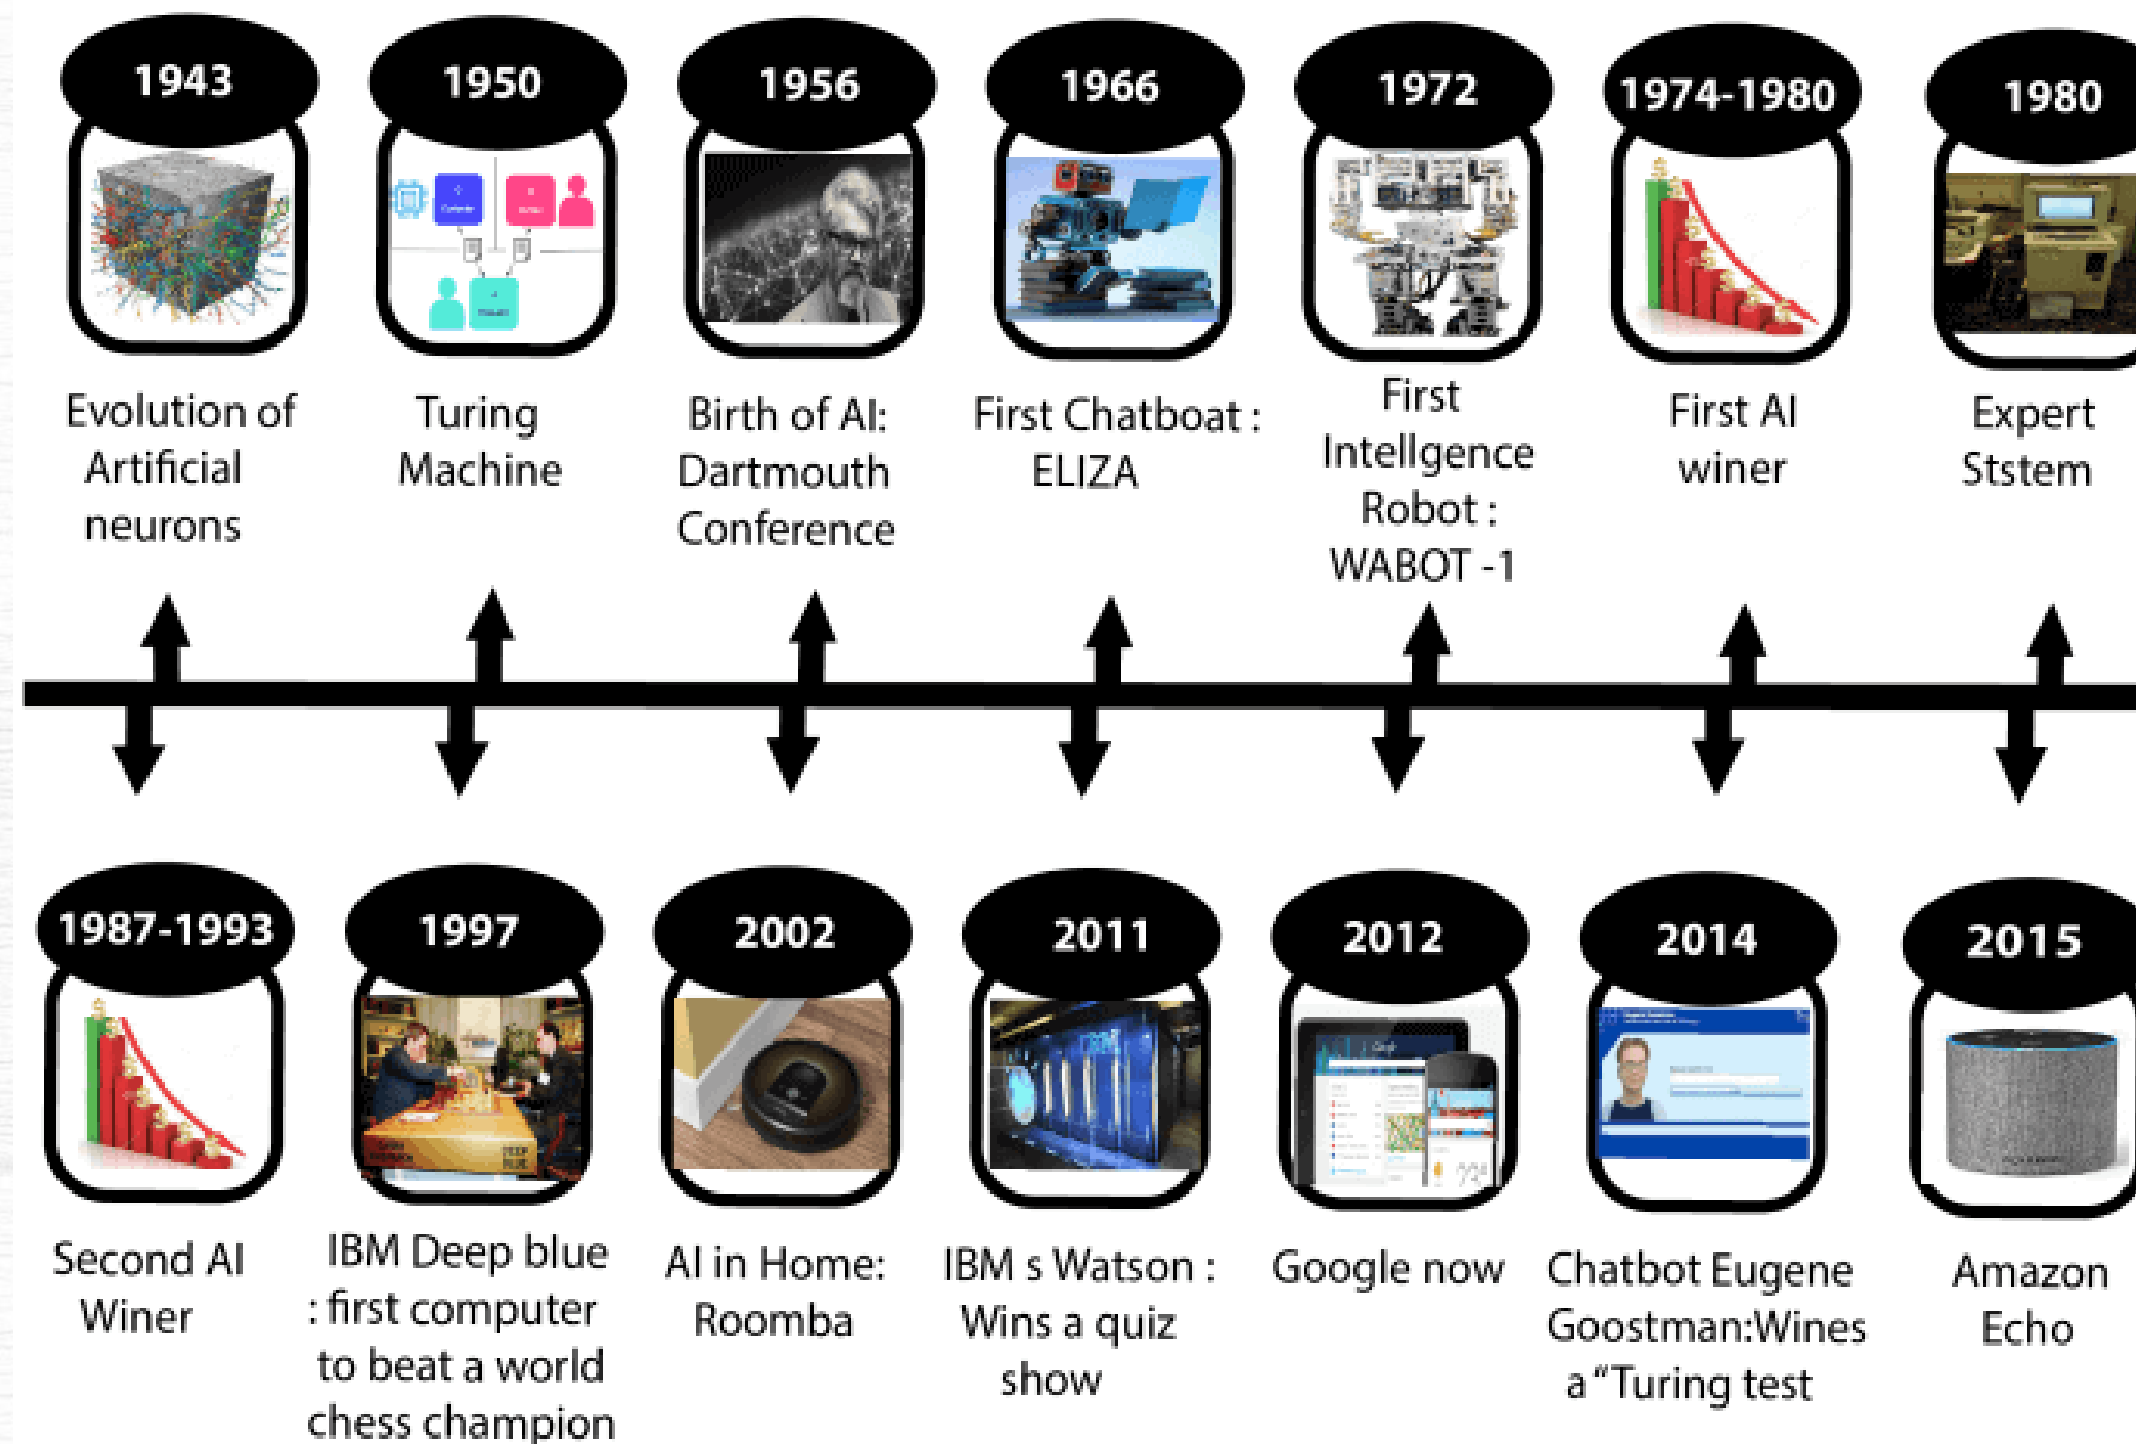 1943
1950
1956
1966
1972
1974-1980
1980
Evolution of
Artificial
neurons
Turing
Machine
Birth of AI:
Dartmouth
Conference
First Chatboat :
ELIZA
First
Intellgence
Robot :
WABOT -1
First AI
winer
Expert
Ststem
1987-1993
1997
2002
2011
2012
2014
2015
DEEP
BLUE
Second AI
Winer
IBM Deep blue
: first computer
to beat a world
chess champion
AI in Home:
Roomba
IBM s Watson :
Wins a quiz
show
Google now
Chatbot Eugene
Goostman:Wines
a “Turing test
Amazon
Echo